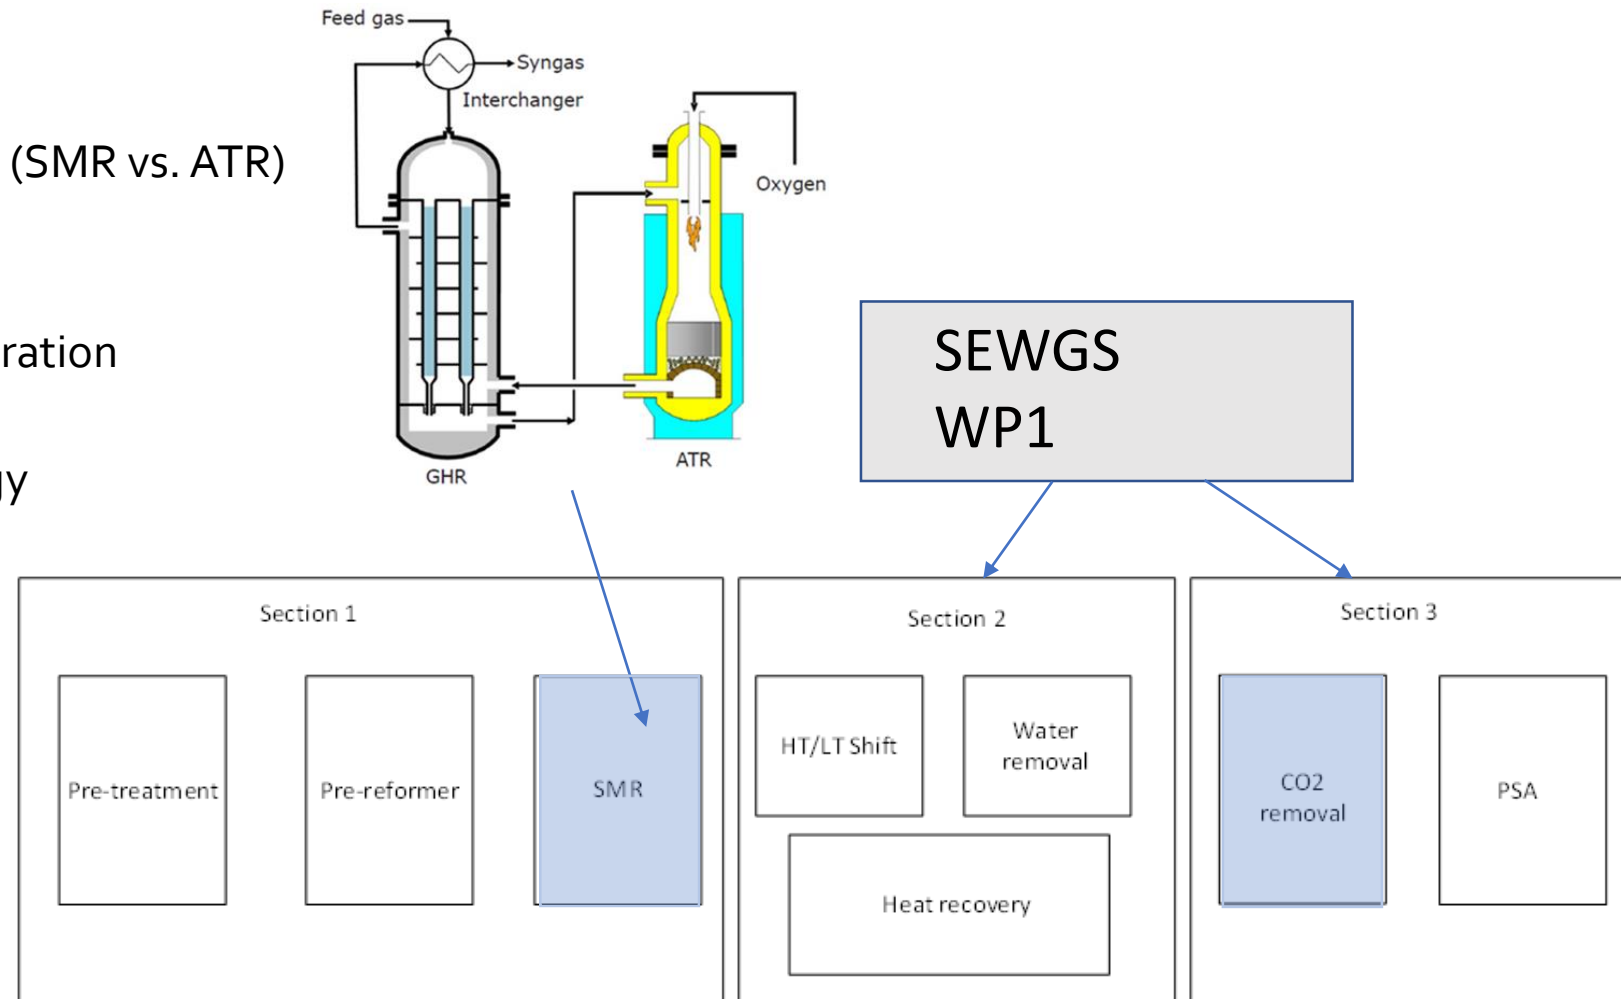 Feed gas
Syngas
Interchanger
(SMR vs. ATR)
Oxygen
ration
SEWGS
WP1
ATR
GHR
gy
Section 1
Section 2
Section 3
Pre-treatment
Pre-reformer
SMR
HT/LT Shift
Water
removal
CO2
removal
PSA
Heat recovery